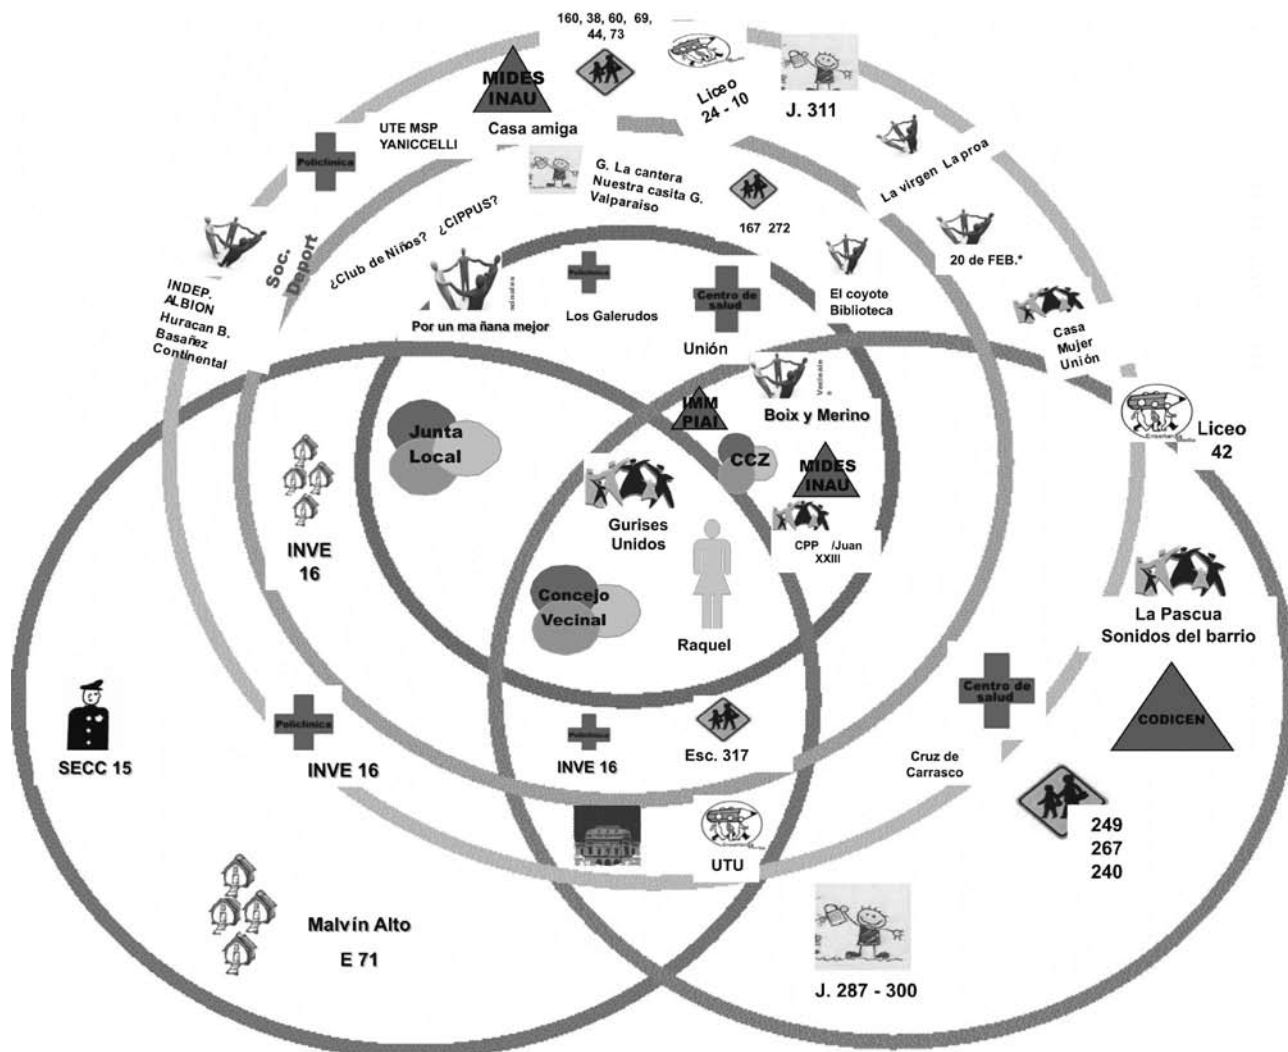 160, 38, 60, 69,
44, 73
MIDES
INAU
Liceo
24 - 10
J. 311
UTE MSP
YANICCELLI
Casa amiga
Policlínica
La virgen La proa
G. La cantera
Nuestra casita G.
Valparaiso
¿Club de Niños? ¿CIPPUS?
167 272
20 de FEB.*
Soc.
Deport
INDEP.
ALBION
Huracan B.
Basañez
Continental
Policlínica
Centro de
salud
El coyote
Biblioteca
Por un ma ñana mejor
Los Galerudos
Unión
Casa
Mujer
Unión
IMM
PIAI
Boix y Merino
Enseñanza
Liceo
42
Junta
Local
CCZ
MIDES
INAU
Gurises
Unidos
CPP /Juan
XXIII
INVE
16
Concejo
Vecinal
Raquel
La Pascua
Sonidos del barrio
Centro de
salud
CODICEN
SECC 15
Policlínica
INVE 16
Policlínica
INVE 16
Esc. 317
Cruz de
Carrasco
249
267
240
UTU
Malvín Alto
E 71
J. 287 - 300